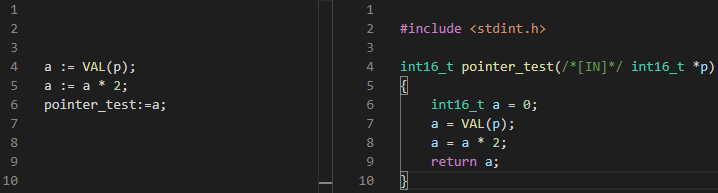 1
2
3
4 a := VAL(p);
5 a := a * 2;
6 pointer_test:=a;
7
8
9
10
1
2 #include <stdint.h>
3
4 int16_t pointer_test(/*[IN]*/ int16_t *p)
5 {
6 int16_t a = 0;
7 a = VAL(p);
8 a = a * 2;
9 return a;
10 }